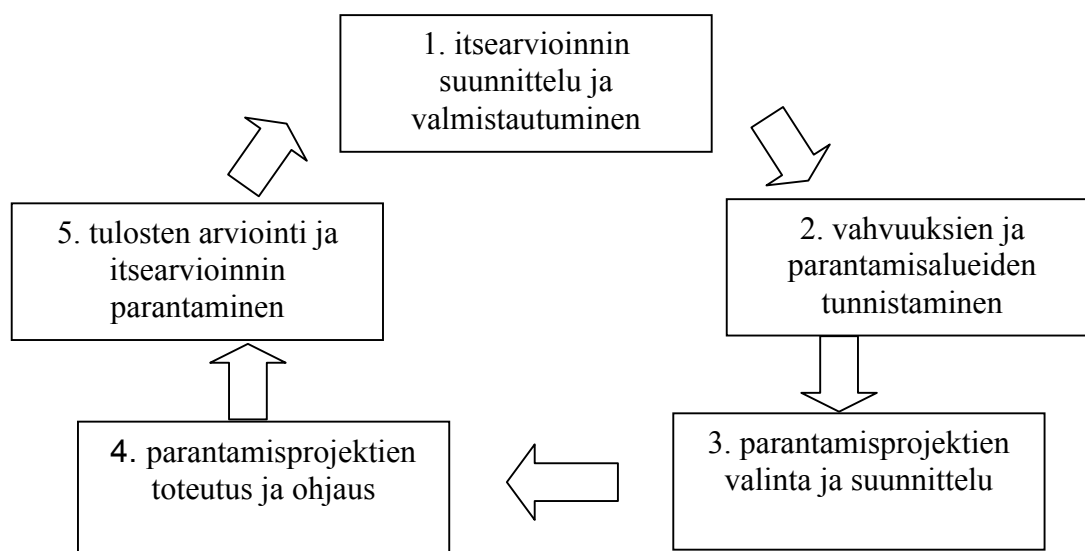 1. itsearvioinnin
suunnittelu ja
valmistautuminen
2. vahvuuksien ja
parantamisalueiden
tunnistaminen
3. parantamisprojektien
valinta ja suunnittelu
4. parantamisprojektien
toteutus ja ohjaus
5. tulosten arviointi ja
itsearvioinnin
parantaminen